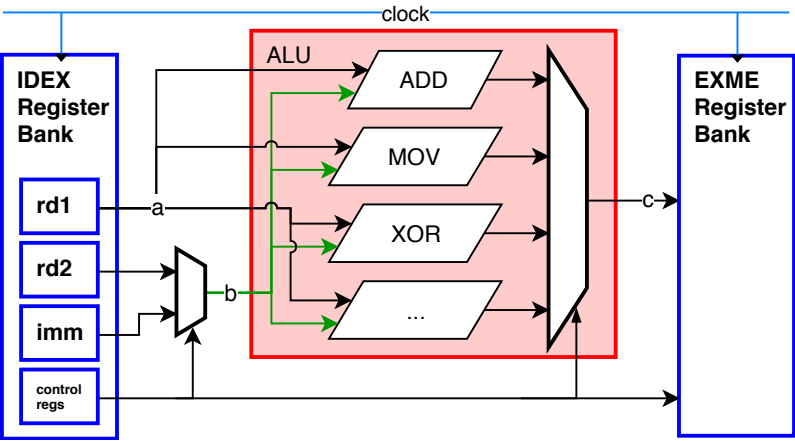 clock
IDEX
Register
Bank
rd1
rd2
imm
control
regs
a
b
ALU
ADD
MOV
XOR
...
c
EXME
Register
Bank